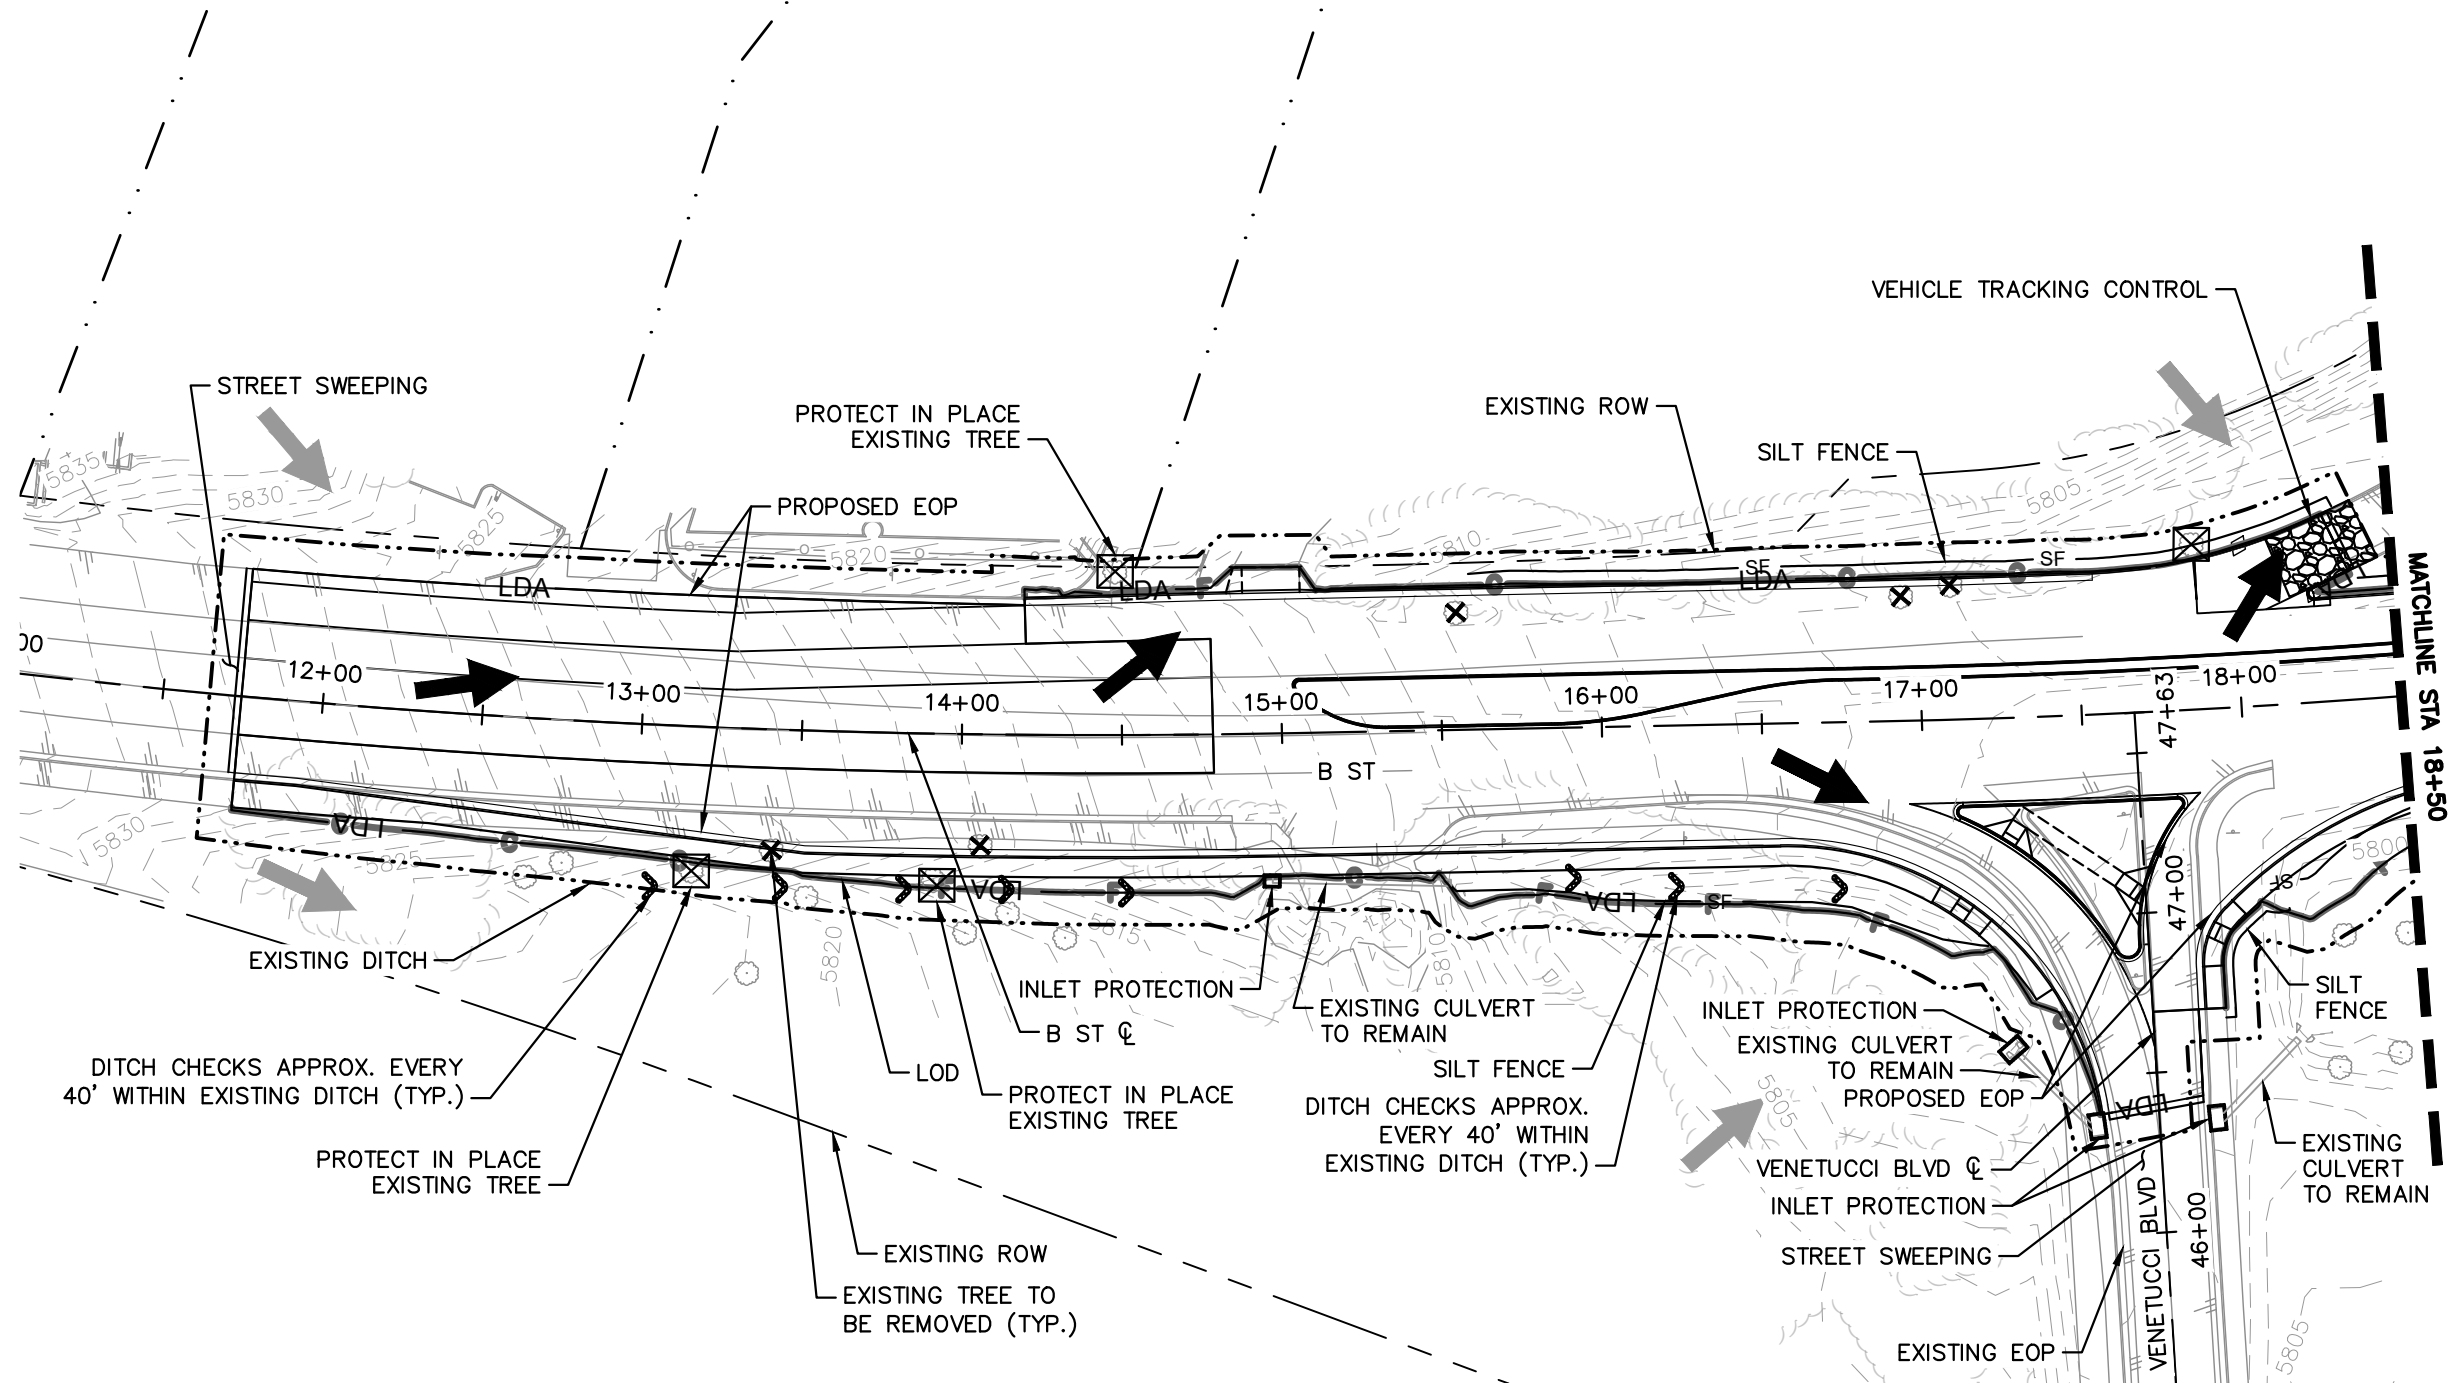 VEHICLE TRACKING CONTROL
STREET SWEEPING
PROTECT IN PLACE
EXISTING TREE
EXISTING ROW
SILT FENCE
PROPOSED EOP
5835
5830
5825
5820
5810
5805
SF
SF
LDA
LDA
LDA
00
12+00
13+00
14+00
15+00
16+00
17+00
18+00
47+63
MATCHLINE STA 18+50
B ST
5830
LDA
5825
LDA
LDA
SF
5815
5820
5810
47+00
SF
5800
EXISTING DITCH
INLET PROTECTION
B ST ℄
EXISTING CULVERT
TO REMAIN
SILT
FENCE
INLET PROTECTION
EXISTING CULVERT
TO REMAIN
PROPOSED EOP
DITCH CHECKS APPROX. EVERY
40' WITHIN EXISTING DITCH (TYP.)
LOD
PROTECT IN PLACE
EXISTING TREE
SILT FENCE
DITCH CHECKS APPROX.
EVERY 40' WITHIN
EXISTING DITCH (TYP.)
5805
LDA
PROTECT IN PLACE
EXISTING TREE
VENETUCCI BLVD ℄
INLET PROTECTION
STREET SWEEPING
EXISTING
CULVERT
TO REMAIN
EXISTING ROW
EXISTING TREE TO
BE REMOVED (TYP.)
VENETUCCI BLVD
46+00
EXISTING EOP
5805